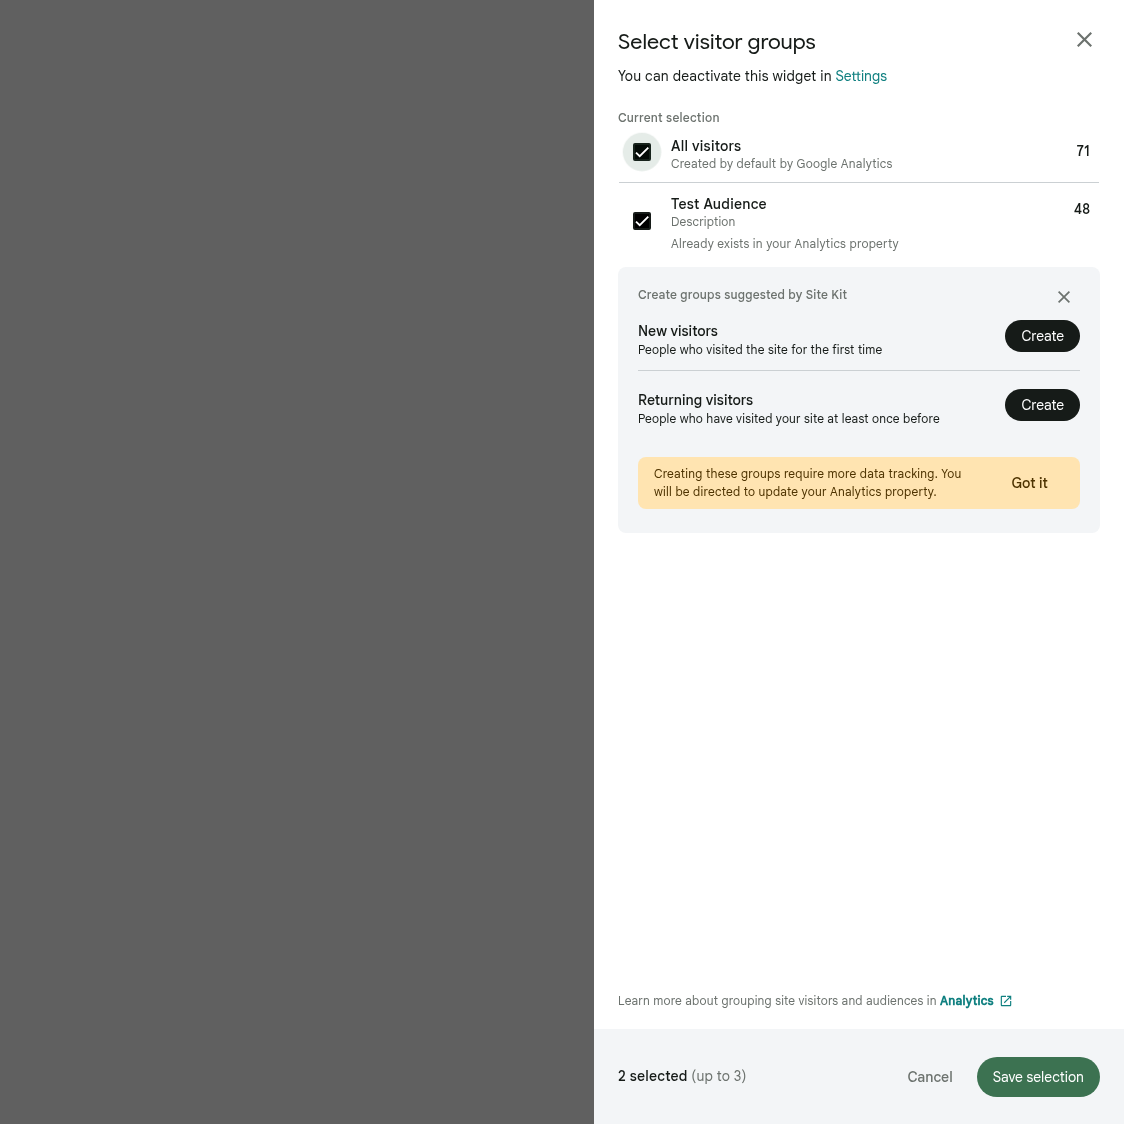 Select visitor groups
You can deactivate this widget in Settings
Current selection
All visitors
71
Created by default by Google Analytics
Test Audience
48
Description
Already exists in your Analytics property
Create groups suggested by Site Kit
New visitors
Create
People who visited the site for the first time
Returning visitors
Create
People who have visited your site at least once before
Creating these groups require more data tracking. You
will be directed to update your Analytics property.
Got it
Learn more about grouping site visitors and audiences in Analytics
2 selected (up to 3)
Cancel
Save selection